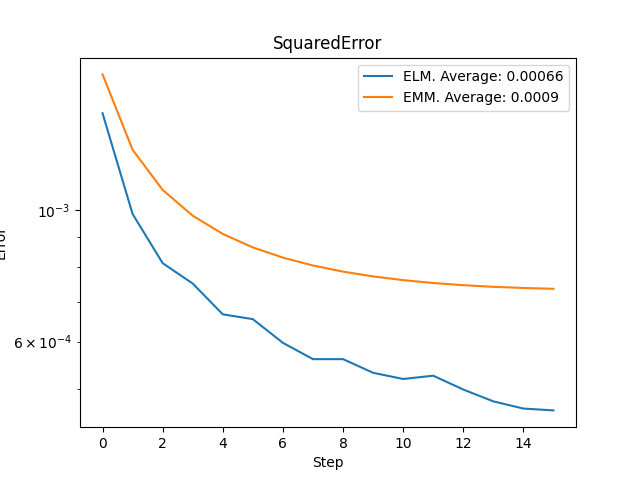 SquaredError
ELM. Average: 0.00066
EMM. Average: 0.0009
Error
10⁻³
6 × 10⁻⁴
0 2 4 6 8 10 12 14
Step